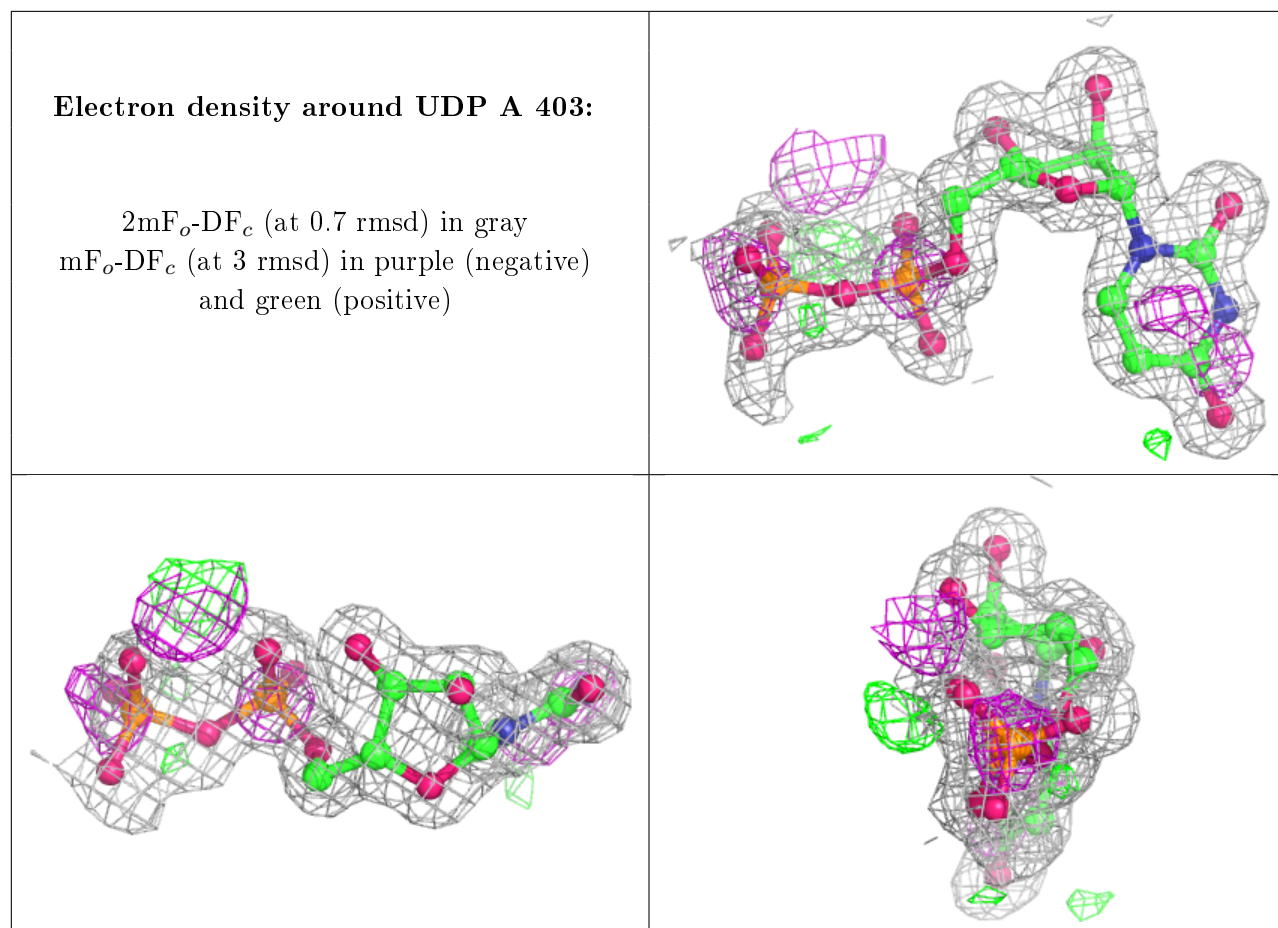 Electron density around UDP A 403:
2mFₒ-DF𝒸 (at 0.7 rmsd) in gray
mFₒ-DF𝒸 (at 3 rmsd) in purple (negative)
and green (positive)